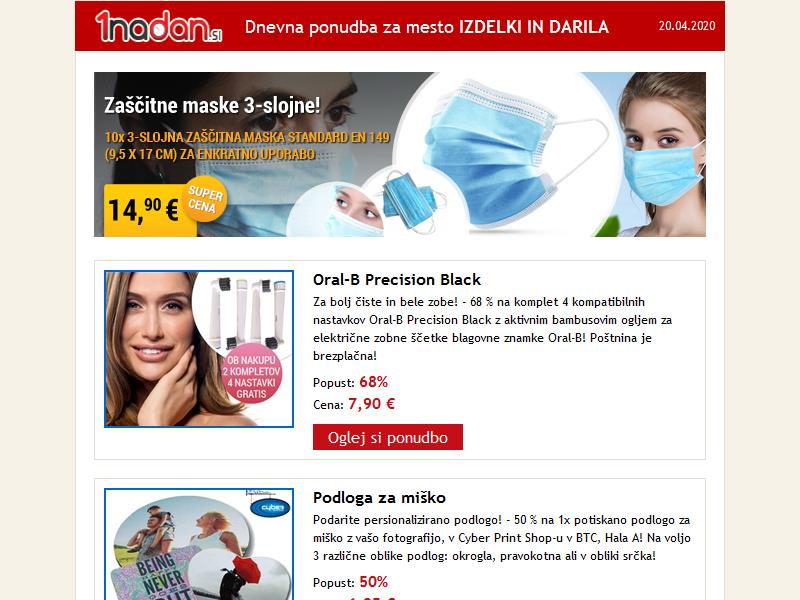 1nadan.si
Dnevna ponudba za mesto IZDELKI IN DARILA
20.04.2020
Zaščitne maske 3-slojne!
10x 3-SLOJNA ZAŠČITNA MASKA STANDARD EN 149
(9,5 X 17 CM) ZA ENKRATNO UPORABO
14,90 €
SUPER
CENA
Oral-B Precision Black
Za bolj čiste in bele zobe! - 68 % na komplet 4 kompatibilnih
nastavkov Oral-B Precision Black z aktivnim bambusovim ogljem za
električne zobne ščetke blagovne znamke Oral-B! Poštnina je
brezplačna!
Popust: 68%
Cena: 7,90 €
Oglej si ponudbo
OB NAKUPU
2 KOMPLETOV
4 NASTAVKI
GRATIS
Podloga za miško
Podarite personalizirano podlogo! - 50 % na 1x potiskano podlogo za
miško z vašo fotografijo, v Cyber Print Shop-u v BTC, Hala A! Na voljo
3 različne oblike podlog: okrogla, pravokotna ali v obliki srčka!
Popust: 50%
cyber
BEING
NEVER